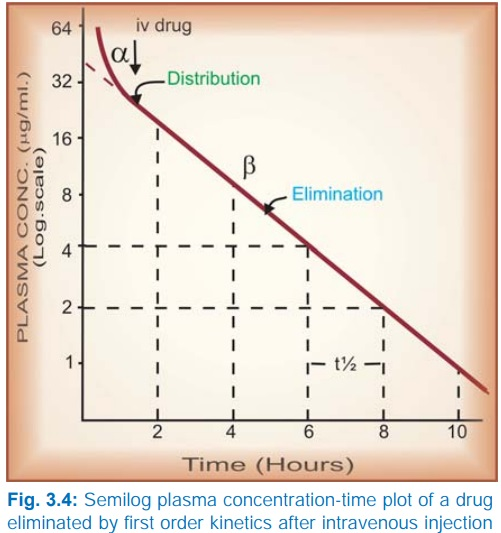 64
α
iv drug
Distribution
32
16
β
8
Elimination
4
2
t½
1
PLASMA CONC. (µg/ml.)
(Log.scale)
2 4 6 8 10
Time (Hours)
Fig. 3.4: Semilog plasma concentration-time plot of a drug
eliminated by first order kinetics after intravenous injection